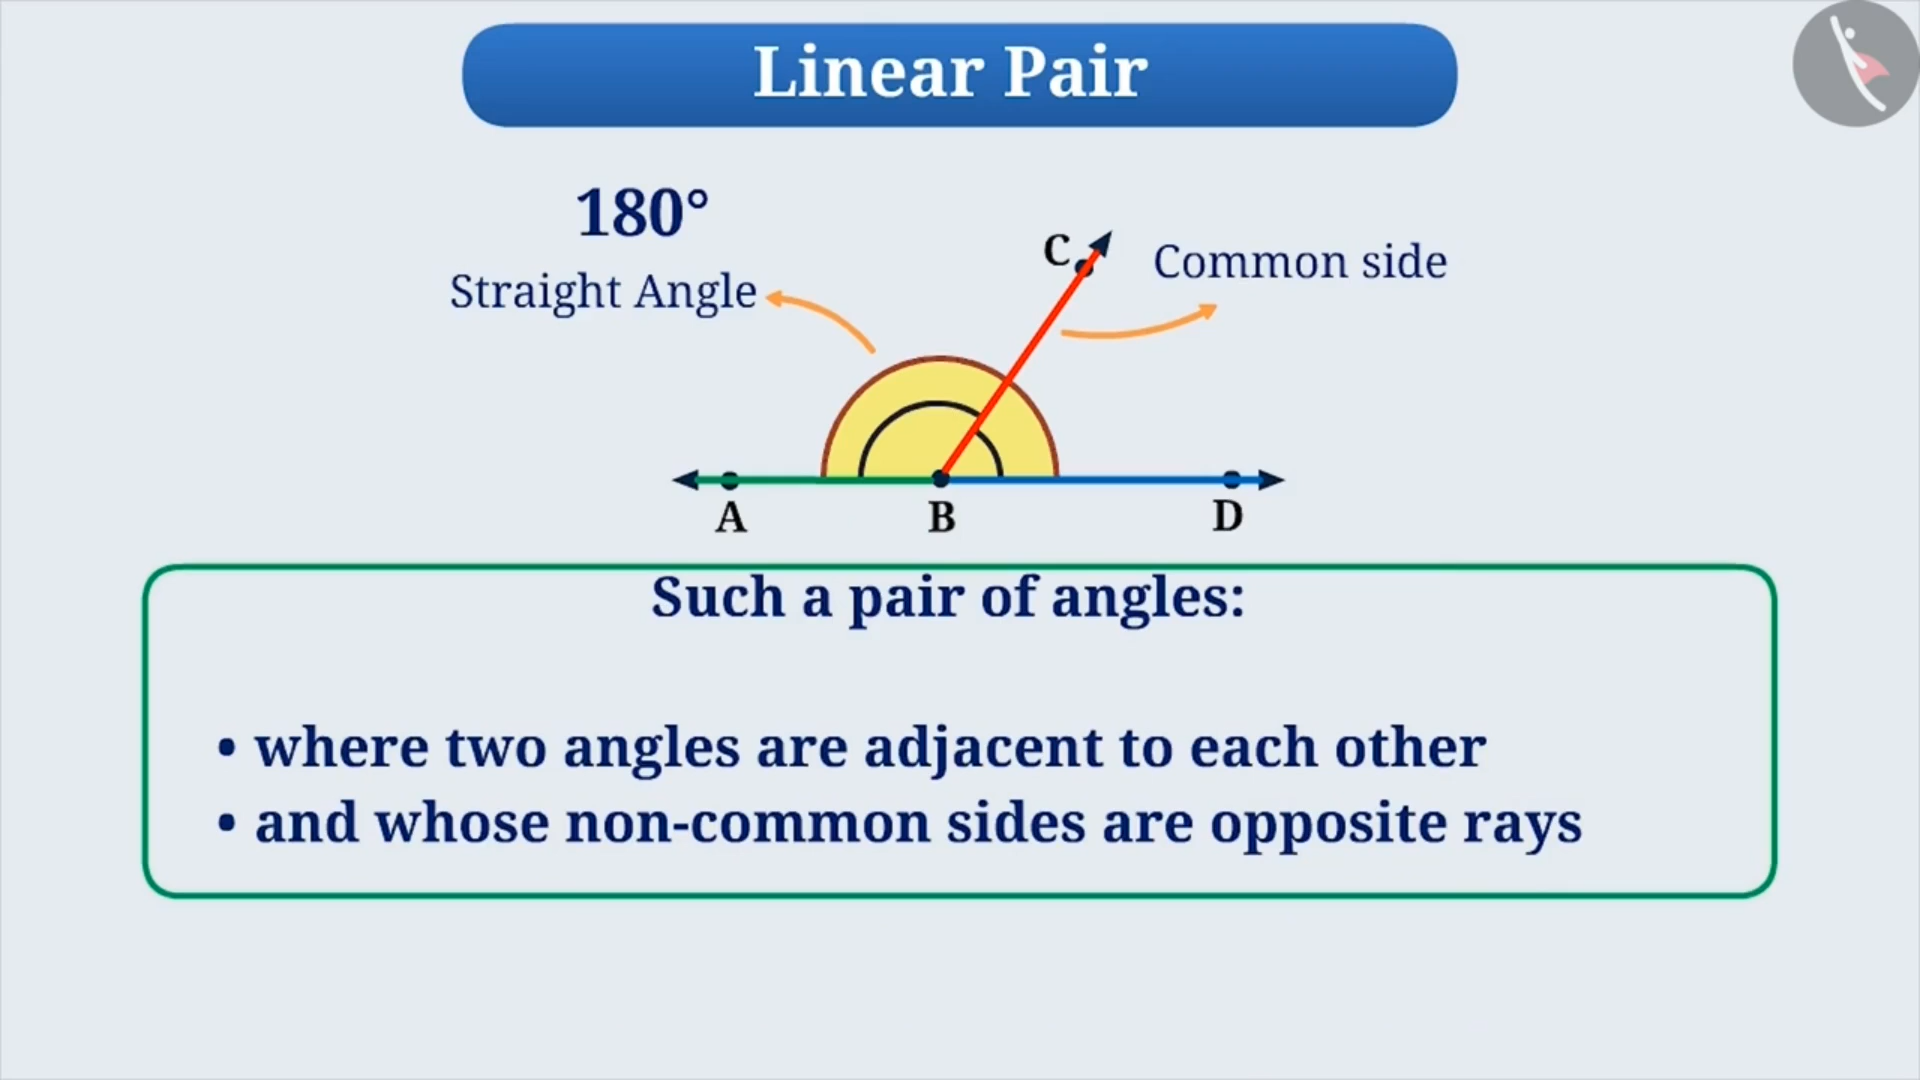 Linear Pair
180°
Straight Angle
C
Common side
A
B
D
Such a pair of angles:
• where two angles are adjacent to each other
• and whose non-common sides are opposite rays